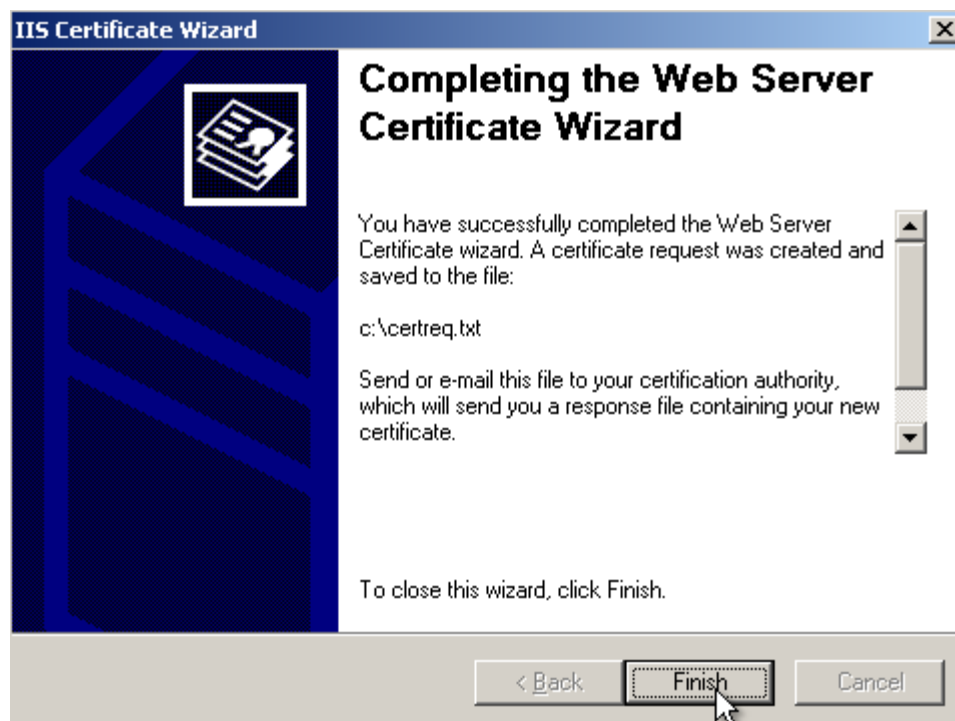 IIS Certificate Wizard
Completing the Web Server
Certificate Wizard
You have successfully completed the Web Server
Certificate wizard. A certificate request was created and
saved to the file:
c:\certreq.txt
Send or e-mail this file to your certification authority,
which will send you a response file containing your new
certificate.
To close this wizard, click Finish.
< Back
Finish
Cancel